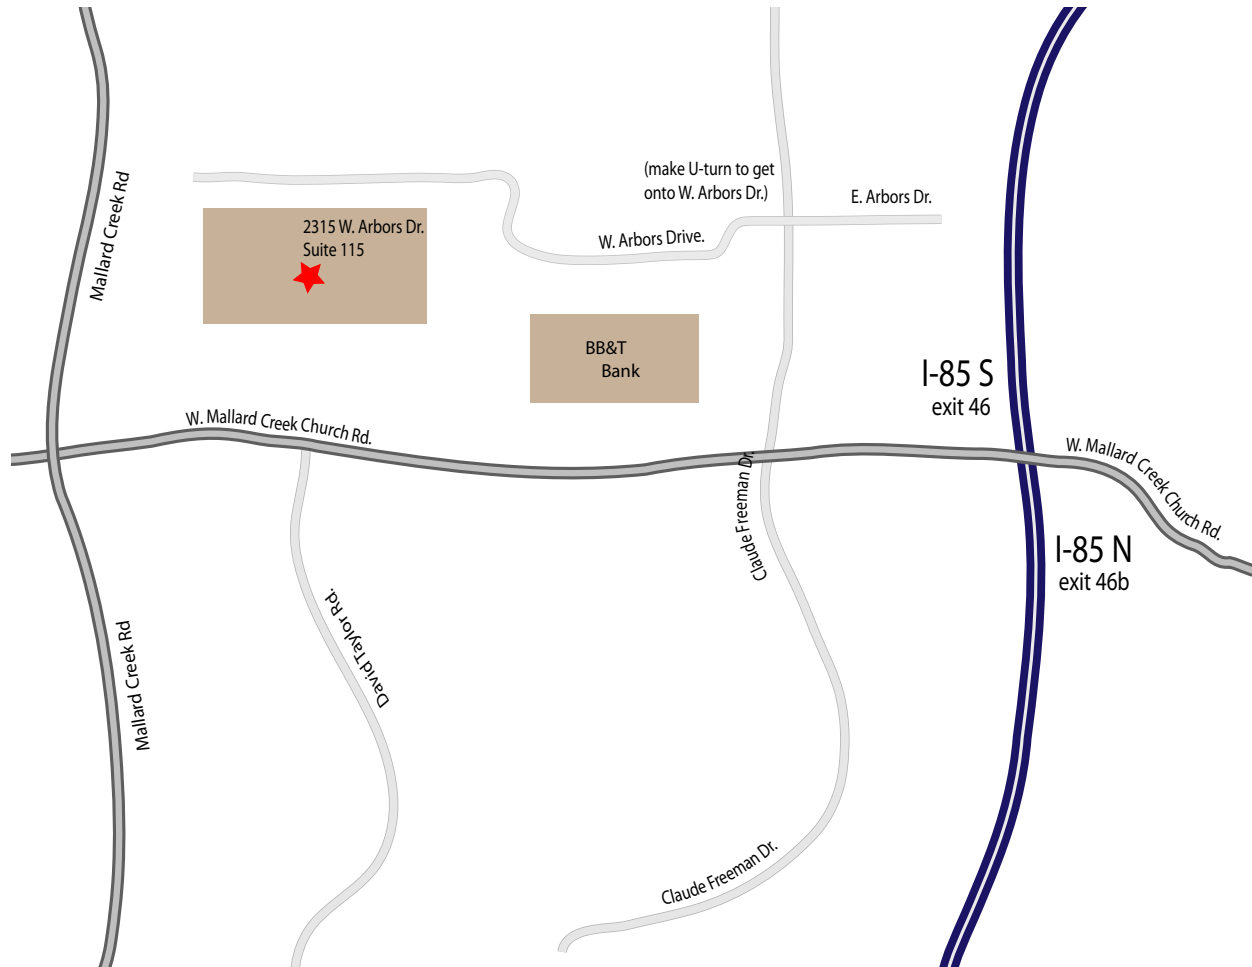 Mallard Creek Rd
(make U-turn to get
onto W. Arbors Dr.)
E. Arbors Dr.
2315 W. Arbors Dr.
Suite 115
W. Arbors Drive.
BB&T
Bank
I-85 S
exit 46
W. Mallard Creek Church Rd.
W. Mallard Creek Church Rd.
Claude Freeman Dr.
I-85 N
exit 46b
David Taylor Rd.
Mallard Creek Rd
Claude Freeman Dr.